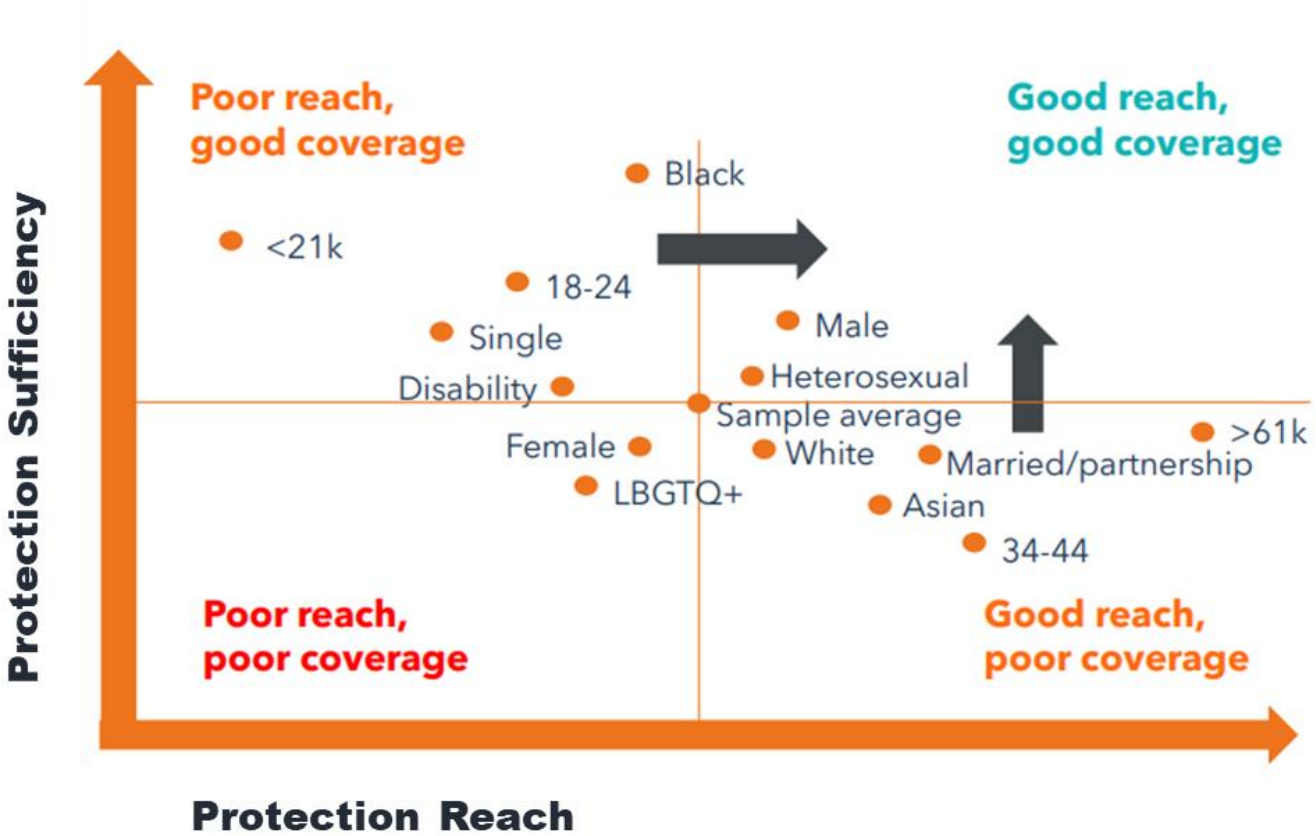 Protection Sufficiency
Poor reach,
good coverage
Good reach,
good coverage
Black
<21k
18-24
Single
Male
Disability
Heterosexual
Sample average
Female
White
>61k
Married/partnership
LBGTQ+
Asian
34-44
Poor reach,
poor coverage
Good reach,
poor coverage
Protection Reach